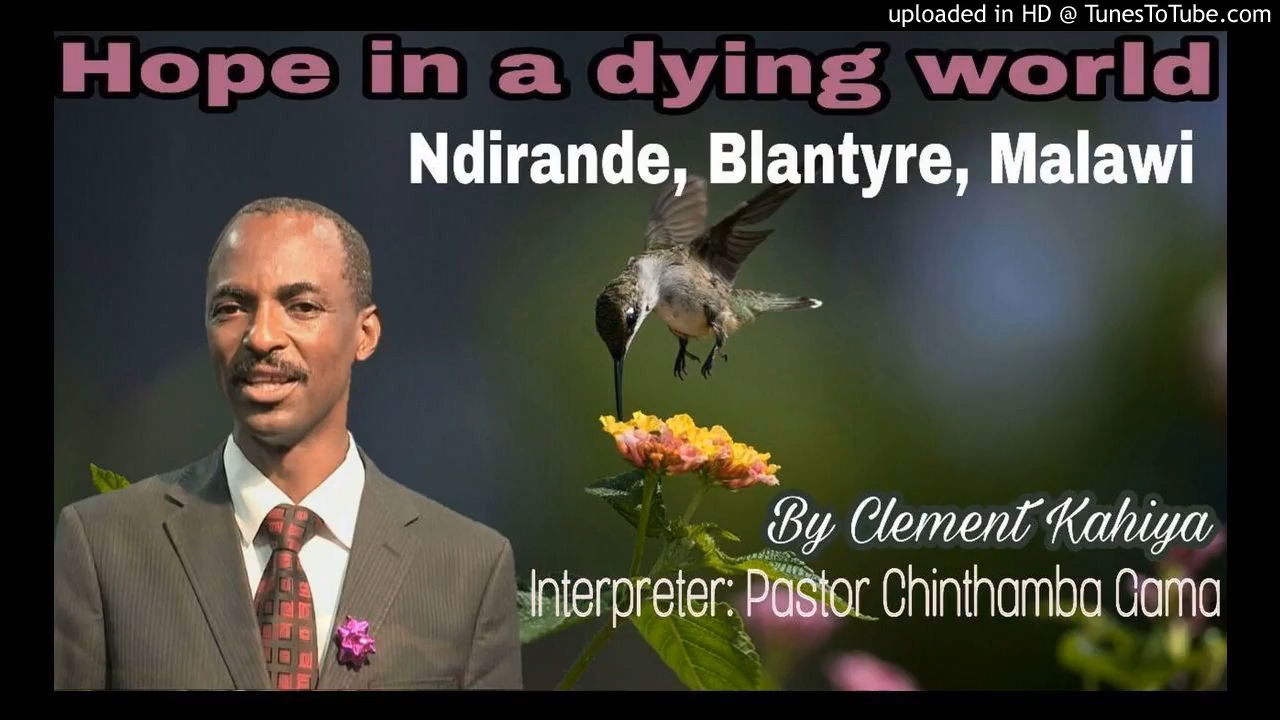 uploaded in HD @ TunesToTube.com
Hope in a dying world
Ndirande, Blantyre, Malawi
By Clement Kahiya
Interpreter: Pastor Chinthamba Gama